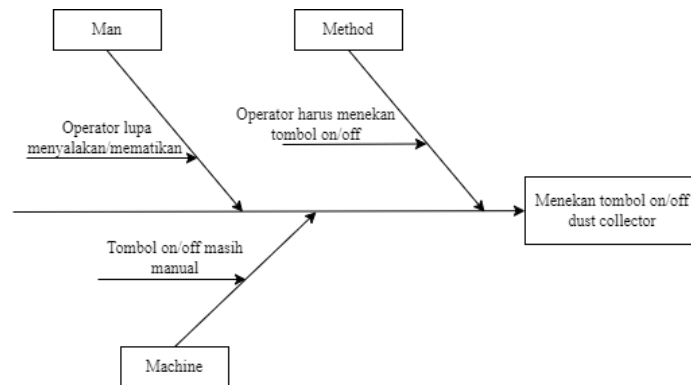 Man
Method
Operator lupa
menyalakan/mematikan
Operator harus menekan
tombol on/off
Menekan tombol on/off
dust collector
Tombol on/off masih
manual
Machine